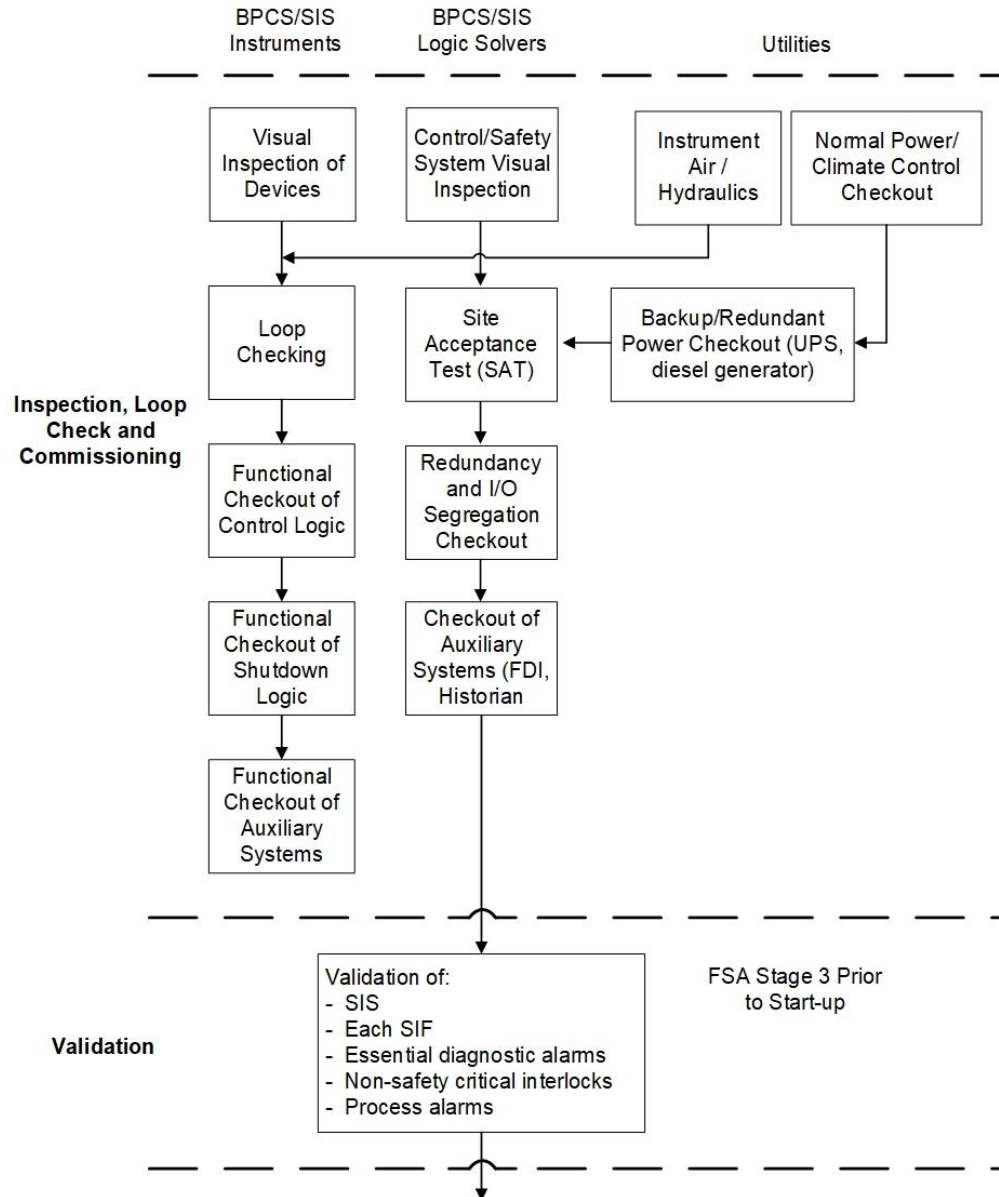 BPCS/SIS
Instruments
BPCS/SIS
Logic Solvers
Utilities
Visual
Inspection of
Devices
Control/Safety
System Visual
Inspection
Instrument
Air /
Hydraulics
Normal Power/
Climate Control
Checkout
Loop
Checking
Site
Acceptance
Test (SAT)
Backup/Redundant
Power Checkout (UPS,
diesel generator)
Inspection, Loop
Check and
Commissioning
Functional
Checkout of
Control Logic
Redundancy
and I/O
Segregation
Checkout
Functional
Checkout of
Shutdown
Logic
Checkout of
Auxiliary
Systems (FDI,
Historian
Functional
Checkout of
Auxiliary
Systems
Validation
Validation of:
- SIS
- Each SIF
- Essential diagnostic alarms
- Non-safety critical interlocks
- Process alarms
FSA Stage 3 Prior
to Start-up